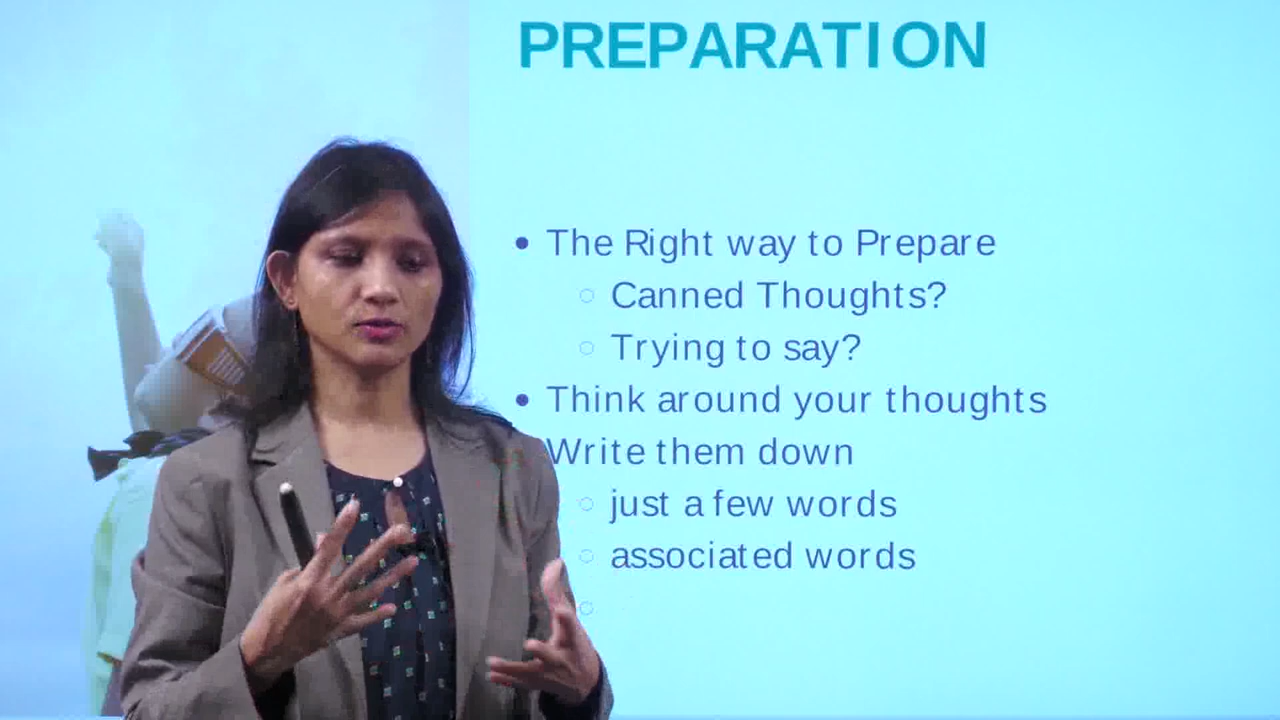 PREPARATION
The Right way to Prepare
Canned Thoughts?
Trying to say?
Think around your thoughts
Write them down
just a few words
associated words